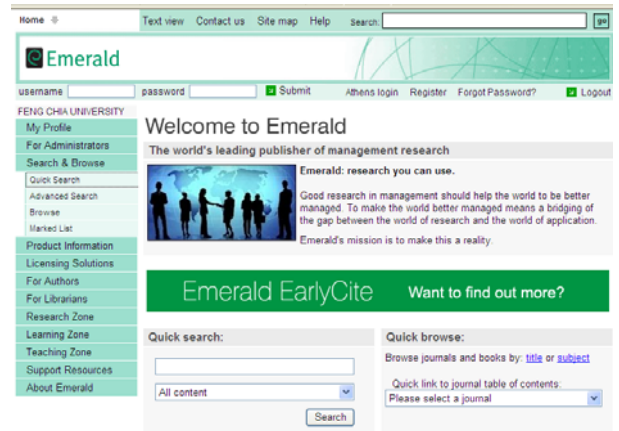 Home
Text view Contact us Site map Help Search: go
Emerald
username password Submit Athens login Register Forgot Password? Logout
FENG CHIA UNIVERSITY
My Profile
For Administrators
Search & Browse
Quick Search
Advanced Search
Browse
Marked List
Product Information
Licensing Solutions
For Authors
For Librarians
Research Zone
Learning Zone
Teaching Zone
Support Resources
About Emerald
Welcome to Emerald
The world's leading publisher of management research
Emerald: research you can use.
Good research in management should help the world to be better
managed. To make the world better managed means a bridging of
the gap between the world of research and the world of application.
Emerald's mission is to make this a reality.
Emerald EarlyCite Want to find out more?
Quick search:
All content
Search
Quick browse:
Browse journals and books by: title or subject
Quick link to journal table of contents:
Please select a journal